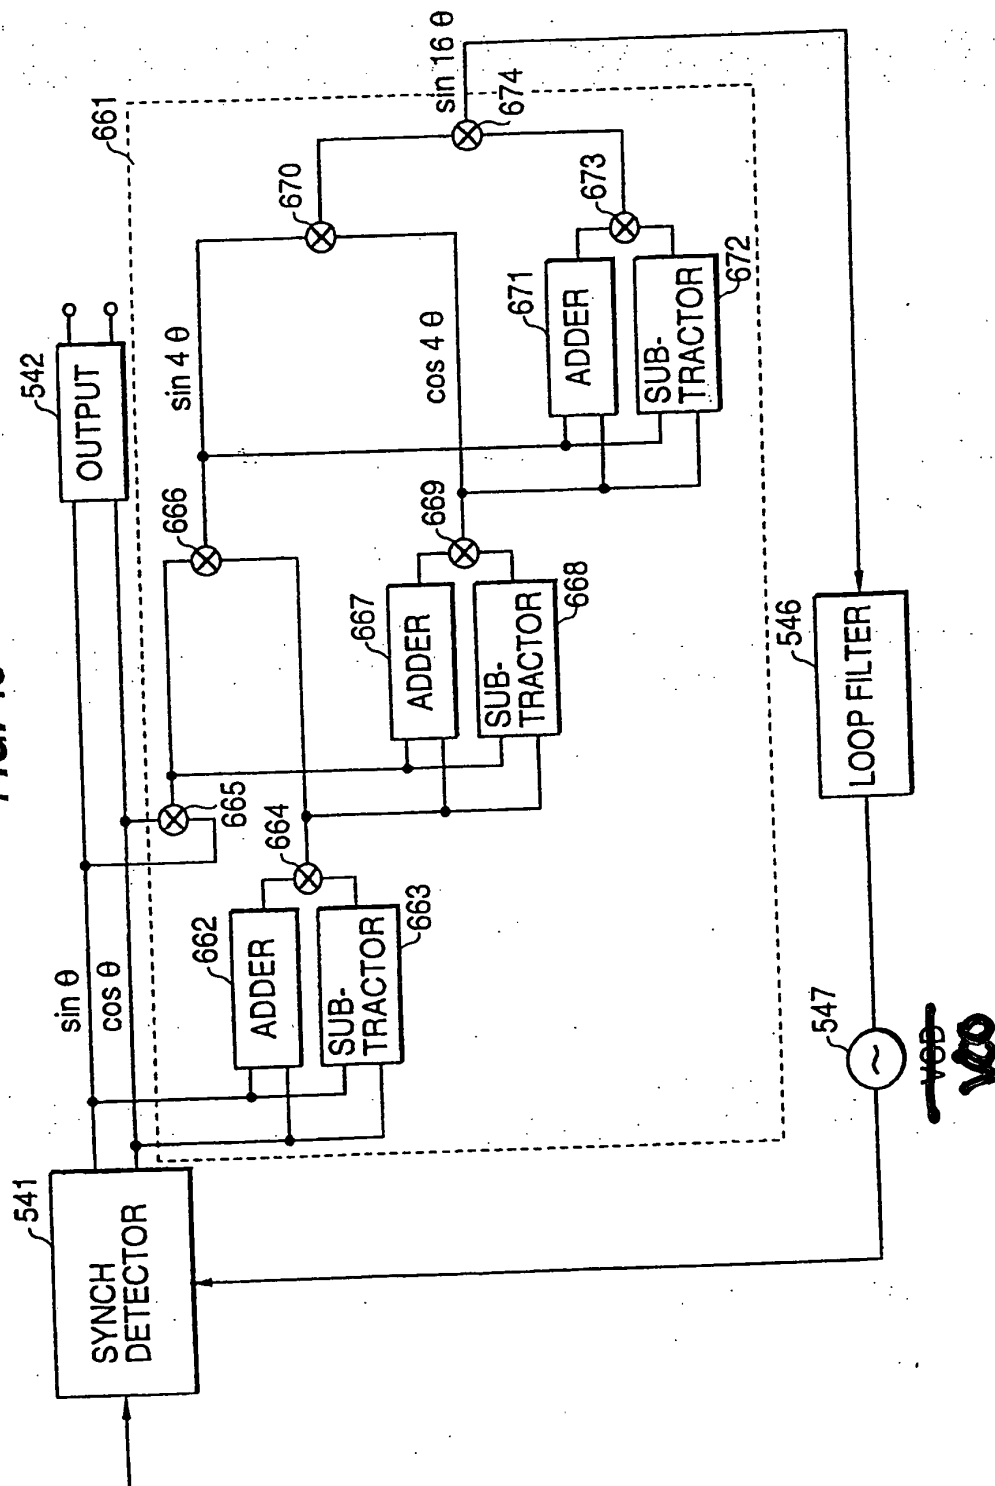 541
SYNCH
DETECTOR
sin θ
cos θ
542
OUTPUT
661
662
ADDER
663
SUB-
TRACTOR
664
665
666
667
ADDER
668
SUB-
TRACTOR
669
sin 4 θ
cos 4 θ
670
671
ADDER
672
SUB-
TRACTOR
673
674
sin 16 θ
546
LOOP FILTER
547
VCO